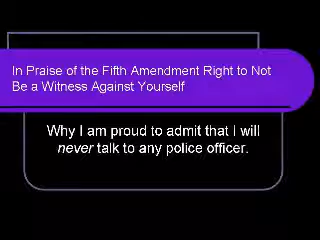 In Praise of the Fifth Amendment Right to Not
Be a Witness Against Yourself
Why I am proud to admit that I will
never talk to any police officer.